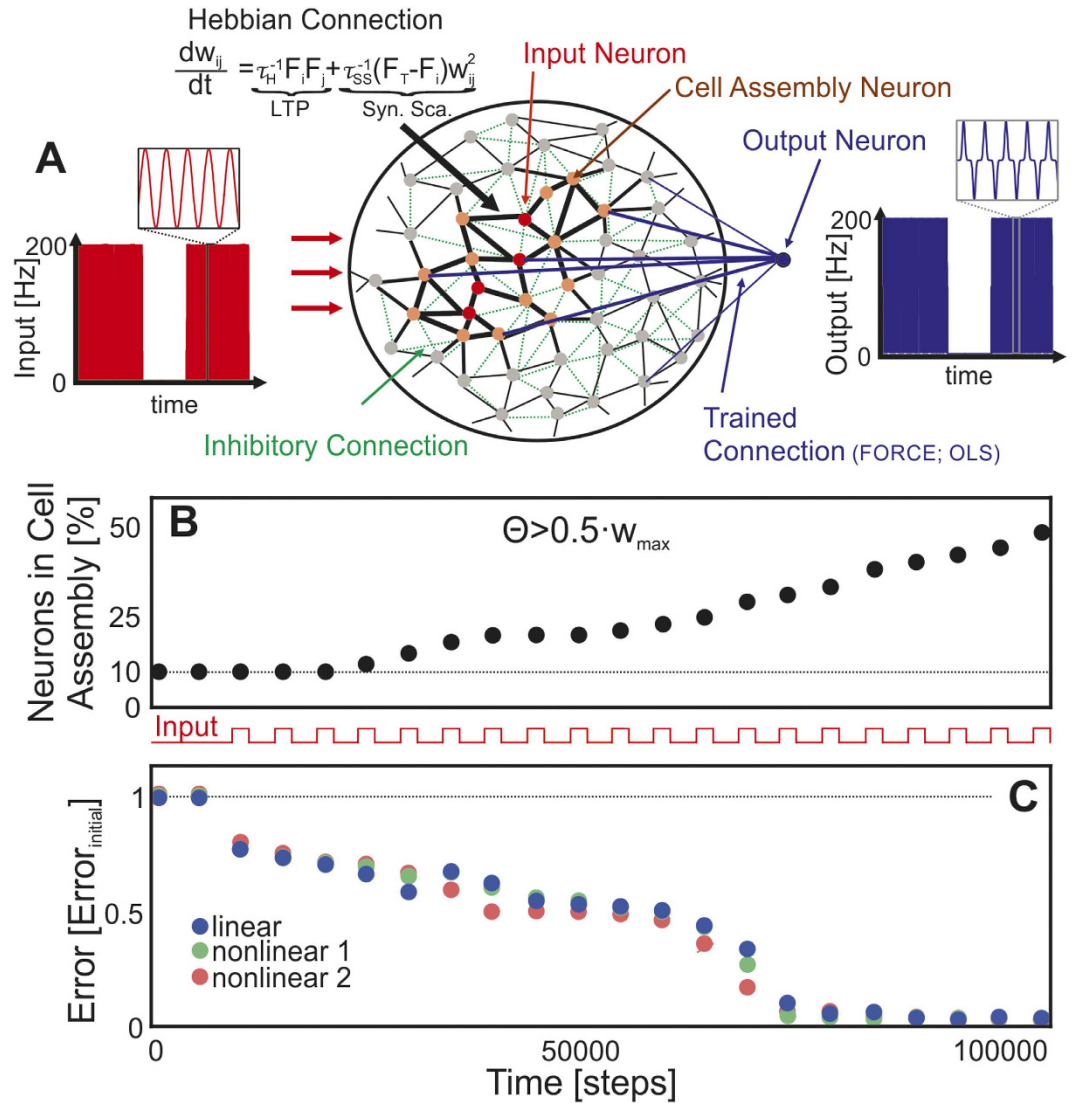 Hebbian Connection
dw_ij/dt = τ_H^-1 F_i F_j + τ_SS^-1 (F_T-F_i) w_ij^2
LTP
Syn. Sca.
Input Neuron
Cell Assembly Neuron
Output Neuron
A
200
Input [Hz]
0
time
200
Output [Hz]
0
time
Inhibitory Connection
Trained
Connection (FORCE; OLS)
B
Neurons in Cell
Assembly [%]
50
25
10
0
Θ>0.5·w_max
Input
C
Error [Error_initial]
1
0.5
0
linear
nonlinear 1
nonlinear 2
0
50000
100000
Time [steps]